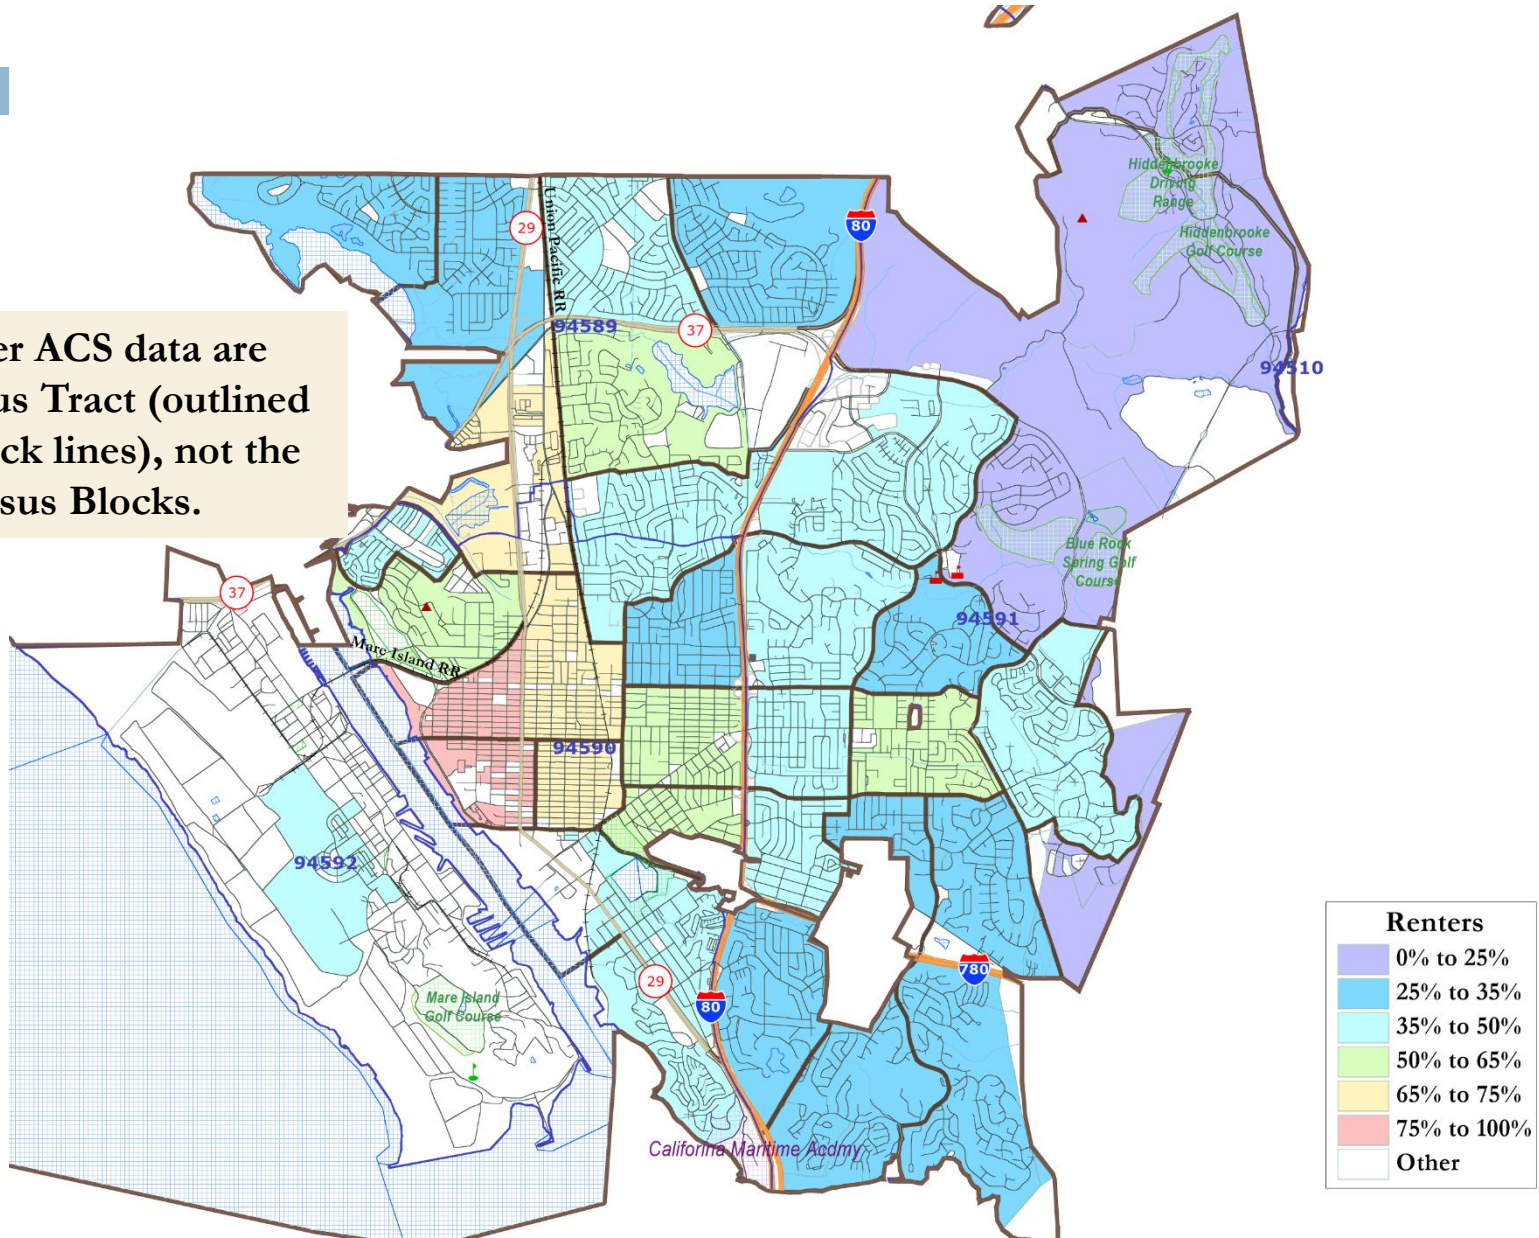 Hiddenbrooke
Driving
Range
Hiddenbrooke
Golf Course
80
29
Union Pacific RR
94589
37
94510
er ACS data are
us Tract (outlined
ck lines), not the
sus Blocks.
Blue Rock
Spring Golf
Course
37
94591
Mare Island RR
94590
94592
Renters
0% to 25%
25% to 35%
35% to 50%
50% to 65%
65% to 75%
75% to 100%
Other
780
29
80
Mare Island
Golf Course
California Maritime Acdmy